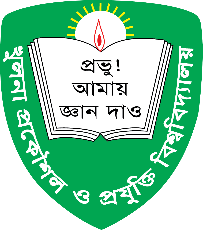 প্রভু!
আমায়
জ্ঞান দাও
খুলনা প্রকৌশল ও প্রযুক্তি বিশ্ববিদ্যালয়